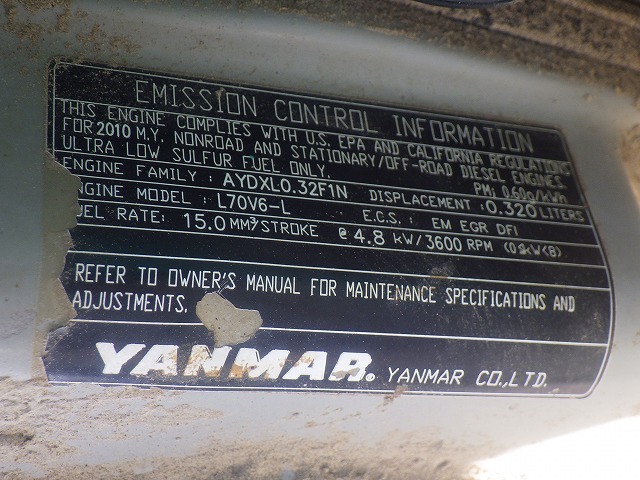 EMISSION CONTROL INFORMATION
THIS ENGINE COMPLIES WITH U.S. EPA AND CALIFORNIA REGULATIONS
FOR 2010 M.Y. NONROAD AND STATIONARY/OFF-ROAD DIESEL ENGINES.
ULTRA LOW SULFUR FUEL ONLY. PM: 0.60g/kWh
ENGINE FAMILY : AYDXL0.32F1N DISPLACEMENT : 0.320 LITERS
NGINE MODEL : L70V6-L E.C.S. : EM EGR DFI
UEL RATE: 15.0 MM³/STROKE @ 4.8 kW/3600 RPM
REFER TO OWNER'S MANUAL FOR MAINTENANCE SPECIFICATIONS AND
ADJUSTMENTS.
YANMAR. YANMAR CO.,LTD.